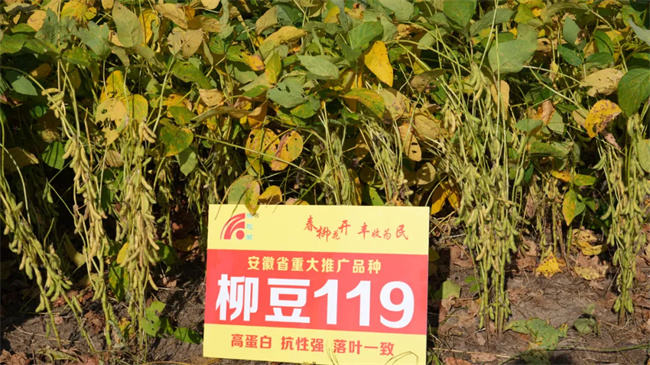 春柳花开 丰收为民
安徽省重大推广品种
柳豆119
高蛋白 抗性强 落叶一致